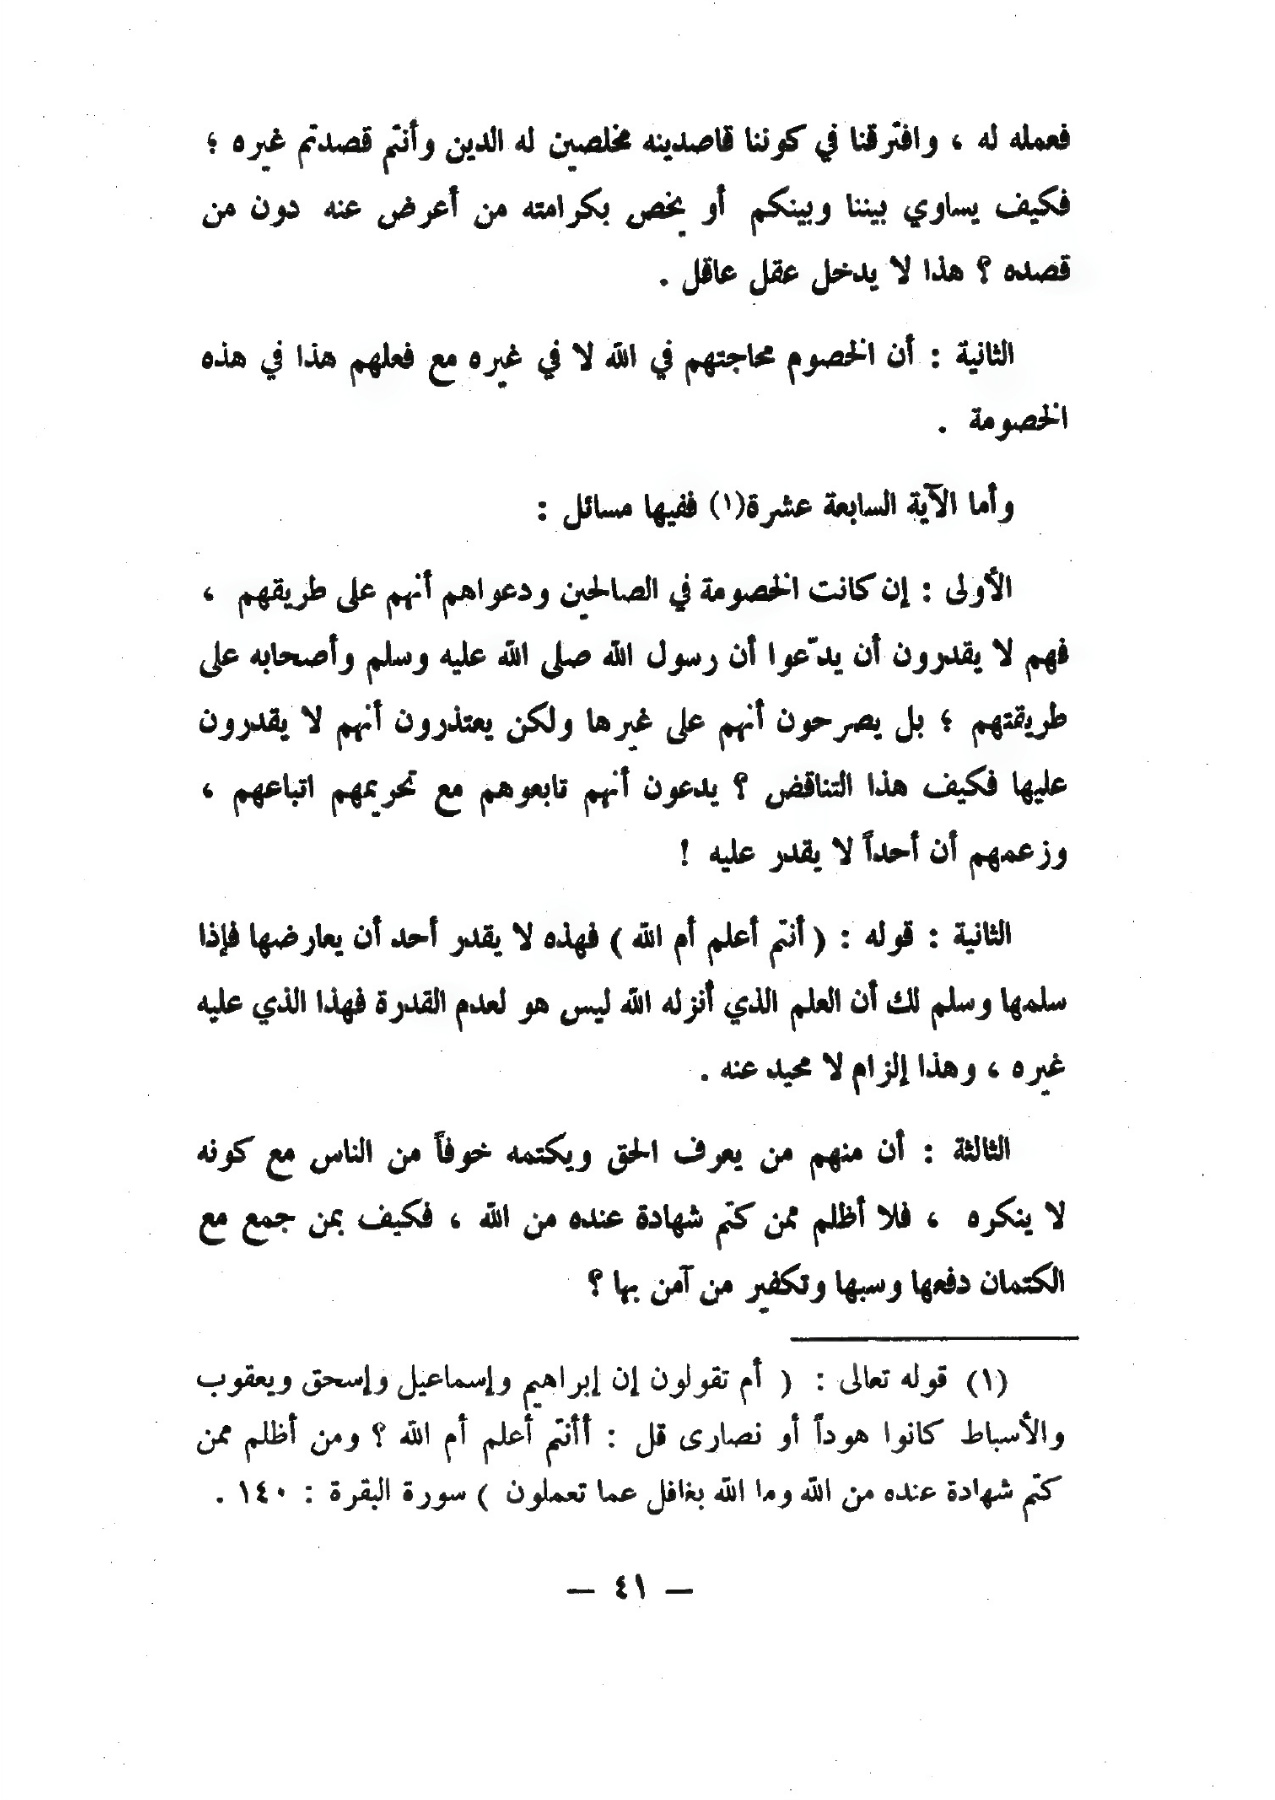 فعمله له ، وافترقنا في كوننا قاصدينه مخلصين له الدين وأنتم قصدتم غيره ؛
فكيف يساوي بيننا وبينكم أو يخص بكرامته من أعرض عنه دون من
قصده ؟ هذا لا يدخل عقل عاقل .
الثانية : أن الخصوم محاجتهم في الله لا في غيره مع فعلهم هذا في هذه
الخصومة .
وأما الآية السابعة عشرة(١) ففيها مسائل :
الأولى : إن كانت الخصومة في الصالحين ودعواهم أنهم على طريقهم ،
فهم لا يقدرون أن يدّعوا أن رسول الله صلى الله عليه وسلم وأصحابه على
طريقتهم ؛ بل يصرحون أنهم على غيرها ولكن يعتذرون أنهم لا يقدرون
عليها فكيف هذا التناقض ؟ يدعون أنهم تابعوهم مع تحريمهم اتباعهم ،
وزعمهم أن أحداً لا يقدر عليه !
الثانية : قوله : ( أنتم أعلم أم الله ) فهذه لا يقدر أحد أن يعارضها فإذا
سلمها وسلم لك أن العلم الذي أنزله الله ليس هو لعدم القدرة فهذا الذي عليه
غيره ، وهذا إلزام لا محيد عنه .
الثالثة : أن منهم من يعرف الحق ويكتمه خوفاً من الناس مع كونه
لا ينكره ، فلا أظلم ممن كتم شهادة عنده من الله ، فكيف بمن جمع مع
الكتمان دفعها وسبها وتكفير من آمن بها ؟
(١) قوله تعالى : ( أم تقولون إن إبراهيم وإسماعيل وإسحق ويعقوب
والأسباط كانوا هوداً أو نصارى قل : أأنتم أعلم أم الله ؟ ومن أظلم ممن
كتم شهادة عنده من الله وما الله بغافل عما تعملون ) سورة البقرة : ١٤٠ .
— ٤١ —